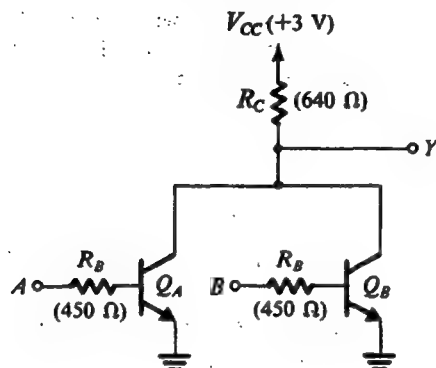 V_CC (+3 V)
R_C (640 Ω)
Y
A R_B Q_A B R_B Q_B
(450 Ω) (450 Ω)